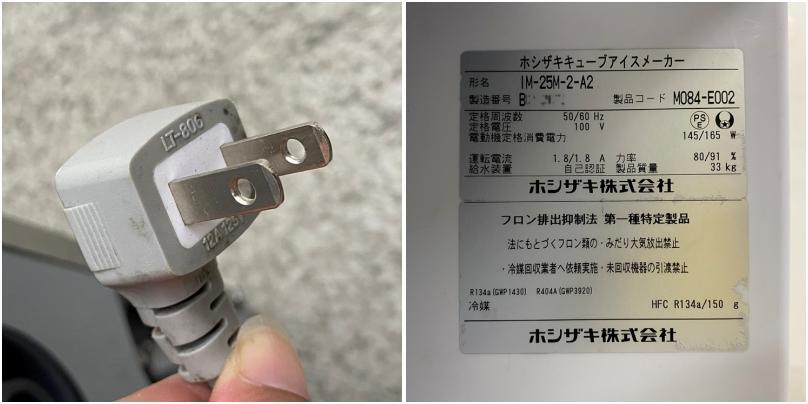 LT-806
12A 125V
ホシザキキューブアイスメーカー
形名 IM-25M-2-A2
製造番号 B 製品コード M084-E002
定格周波数 50/60 Hz
定格電圧 100 V
PS E
電動機定格消費電力 145/165 W
運転電流 1.8/1.8 A 力率 80/91 %
給水装置 自己認証 製品質量 33 kg
ホシザキ株式会社
フロン排出抑制法 第一種特定製品
法にもとづくフロン類の・みだり大気放出禁止
・冷媒回収業者へ依頼実施・未回収機器の引渡禁止
R134a(GWP1430) R404A(GWP3920)
冷媒 HFC R134a/150 g
ホシザキ株式会社